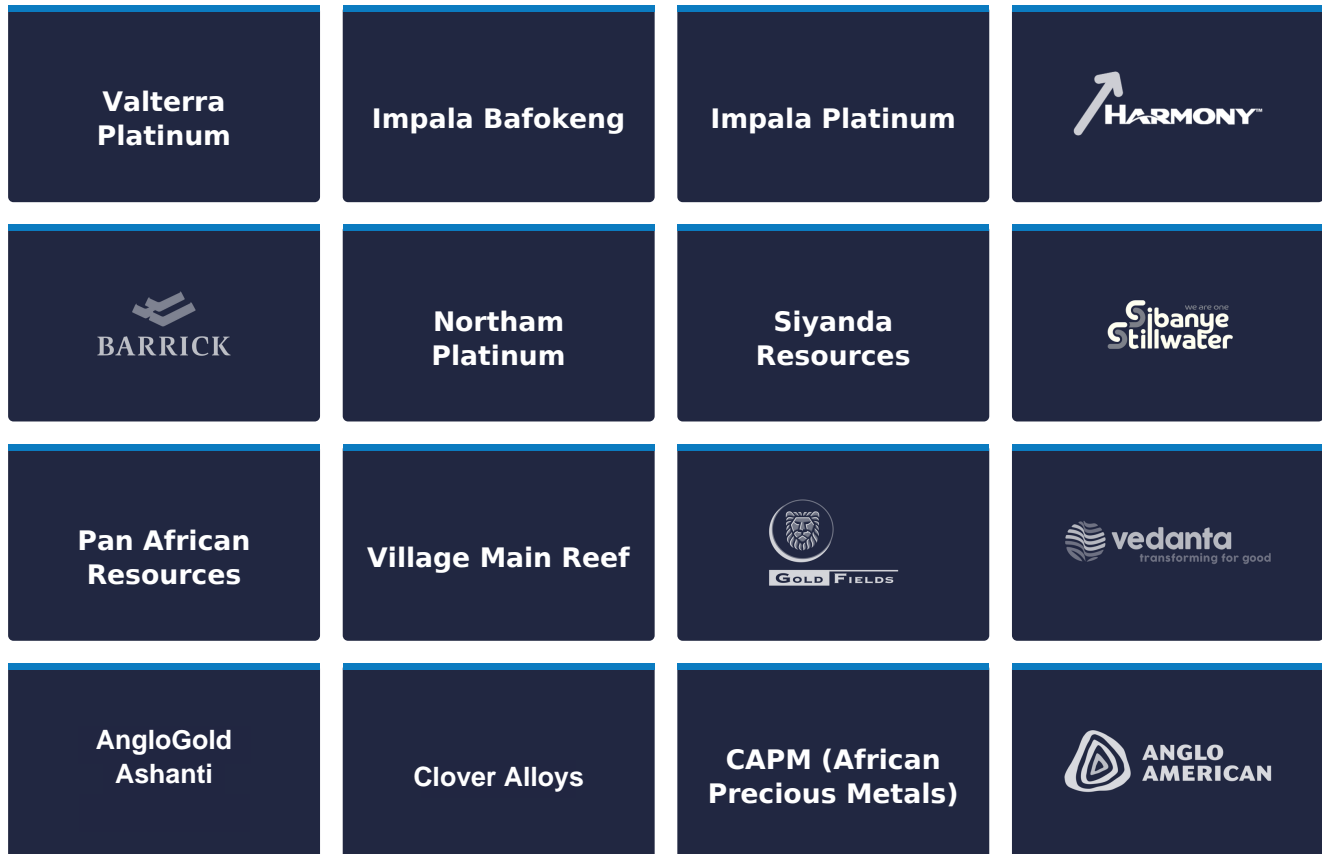 Valterra
Platinum
Impala Bafokeng
Impala Platinum
HARMONY™
BARRICK
Northam
Platinum
Siyanda
Resources
we are one
Sibanye
Stillwater
Pan African
Resources
Village Main Reef
GOLD FIELDS
vedanta
transforming for good
AngloGold
Ashanti
Clover Alloys
CAPM (African
Precious Metals)
ANGLO
AMERICAN